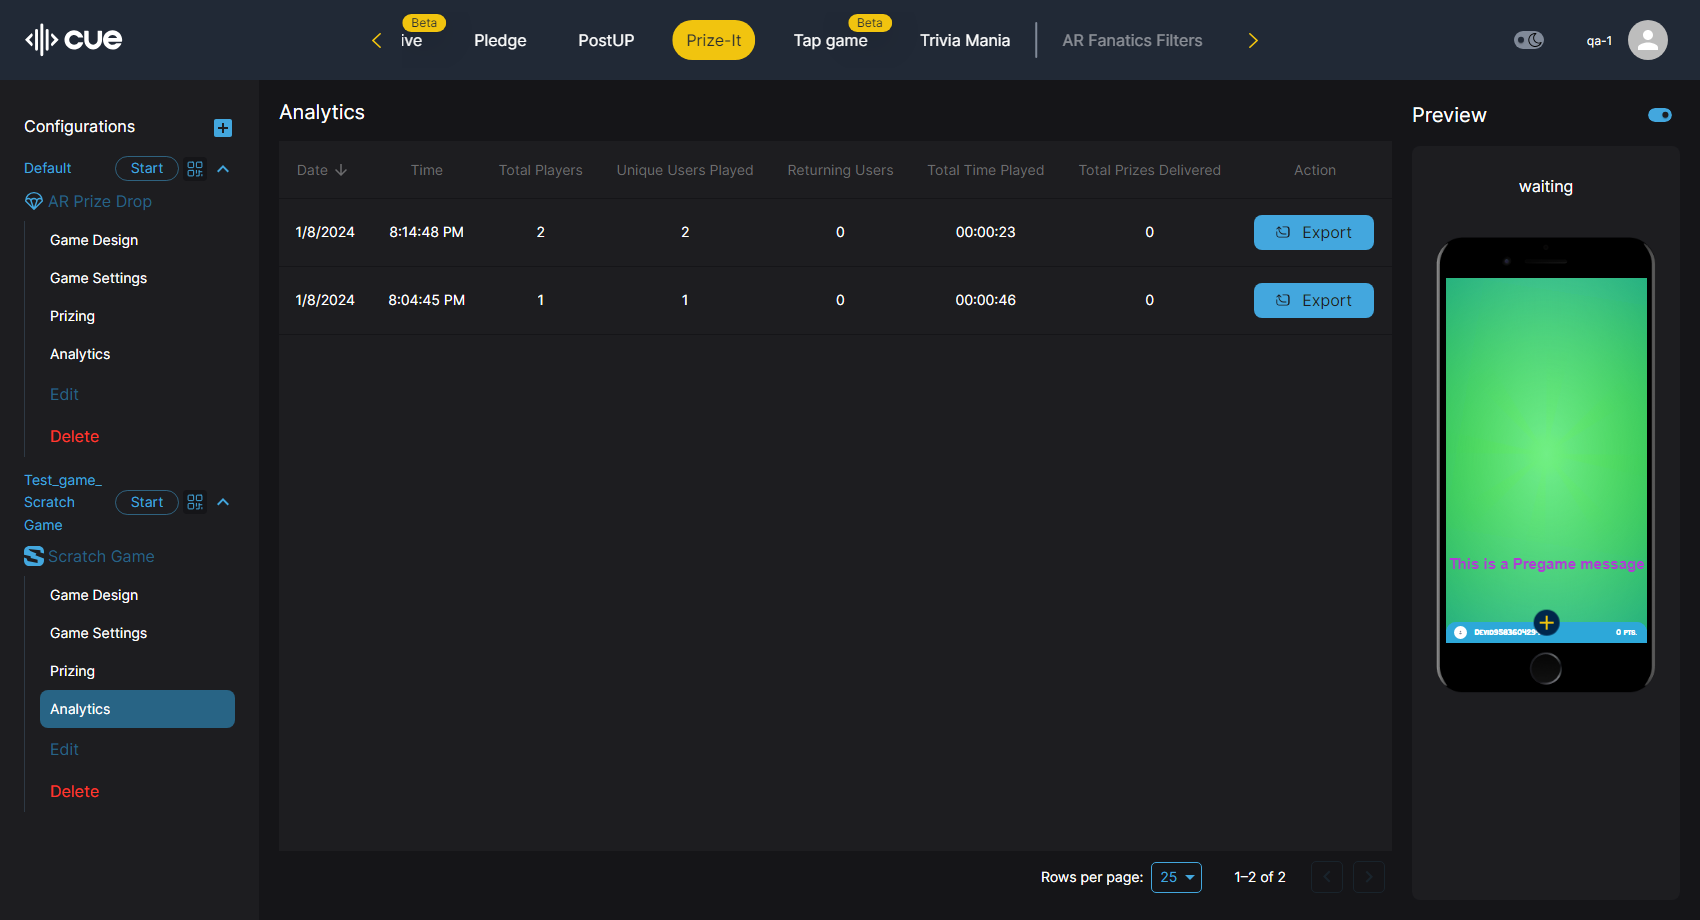 cue
Beta
ive
Pledge
PostUP
Prize-It
Beta
Tap game
Trivia Mania
AR Fanatics Filters
qa-1
Configurations
Default
Start
AR Prize Drop
Game Design
Game Settings
Prizing
Analytics
Edit
Delete
Test_game_
Scratch
Game
Start
Scratch Game
Game Design
Game Settings
Prizing
Analytics
Edit
Delete
Analytics
Date Time Total Players Unique Users Played Returning Users Total Time Played Total Prizes Delivered Action
1/8/2024 8:14:48 PM 2 2 0 00:00:23 0 Export
1/8/2024 8:04:45 PM 1 1 0 00:00:46 0 Export
Rows per page: 25 1–2 of 2
Preview
waiting
This is a Pregame message
0 PTS.